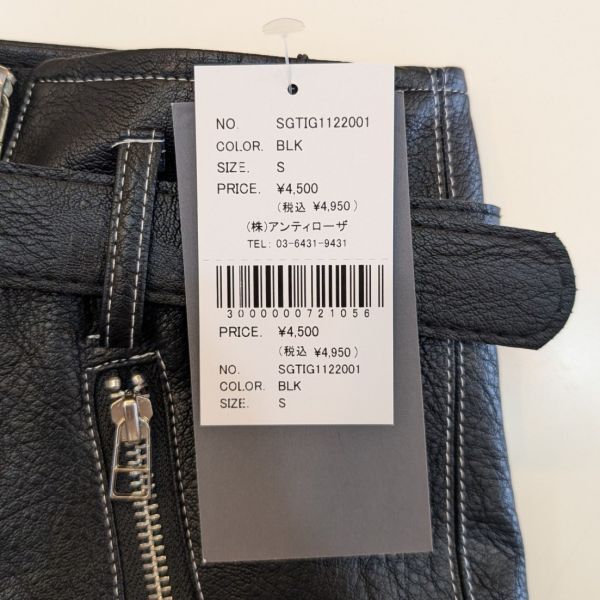 NO. SGTIG1122001
COLOR. BLK
SIZE. S
PRICE. ¥4,500
(税込 ¥4,950)
(株)アンティローザ
TEL: 03-6431-9431
3000000721056
PRICE. ¥4,500
(税込 ¥4,950)
NO. SGTIG1122001
COLOR. BLK
SIZE. S